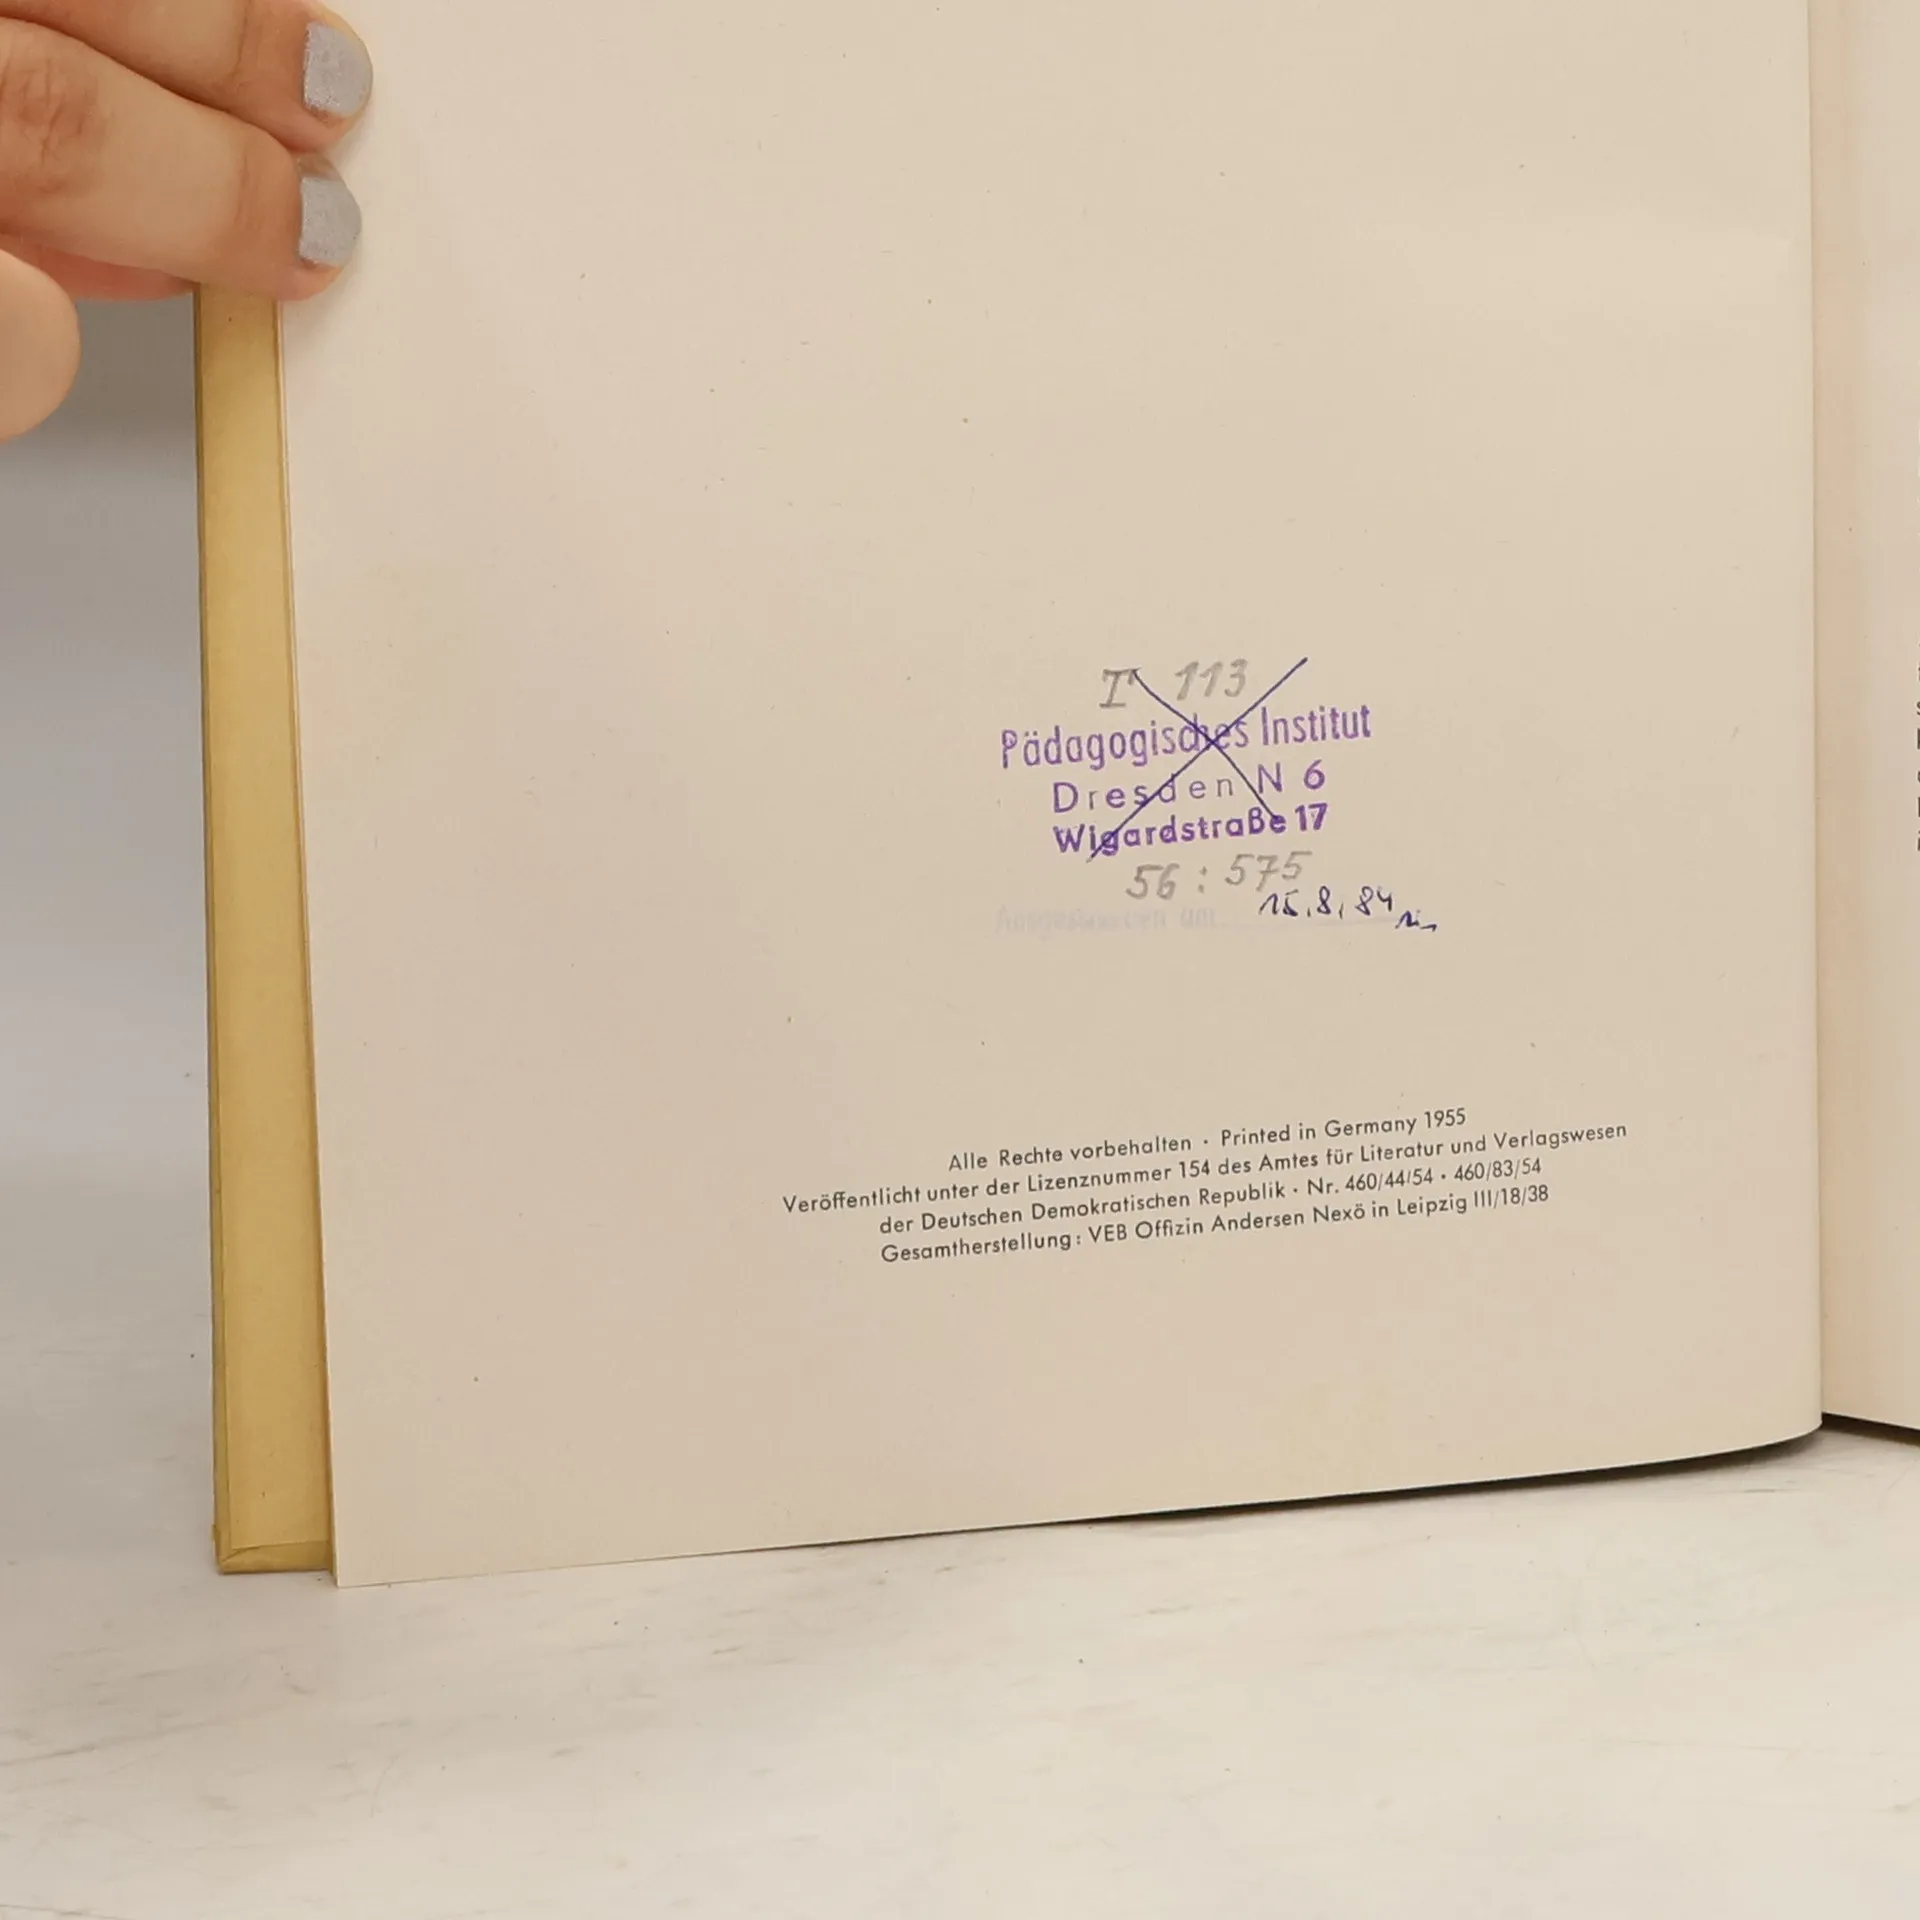 I 113
Pädagogisches Institut
Dresden N 6
Wigardstraße 17
56 : 575
15.8.84
Alle Rechte vorbehalten · Printed in Germany 1955
Veröffentlicht unter der Lizenznummer 154 des Amtes für Literatur und Verlagswesen
der Deutschen Demokratischen Republik · Nr. 460/44/54 · 460/83/54
Gesamtherstellung: VEB Offizin Andersen Nexö in Leipzig III/18/38